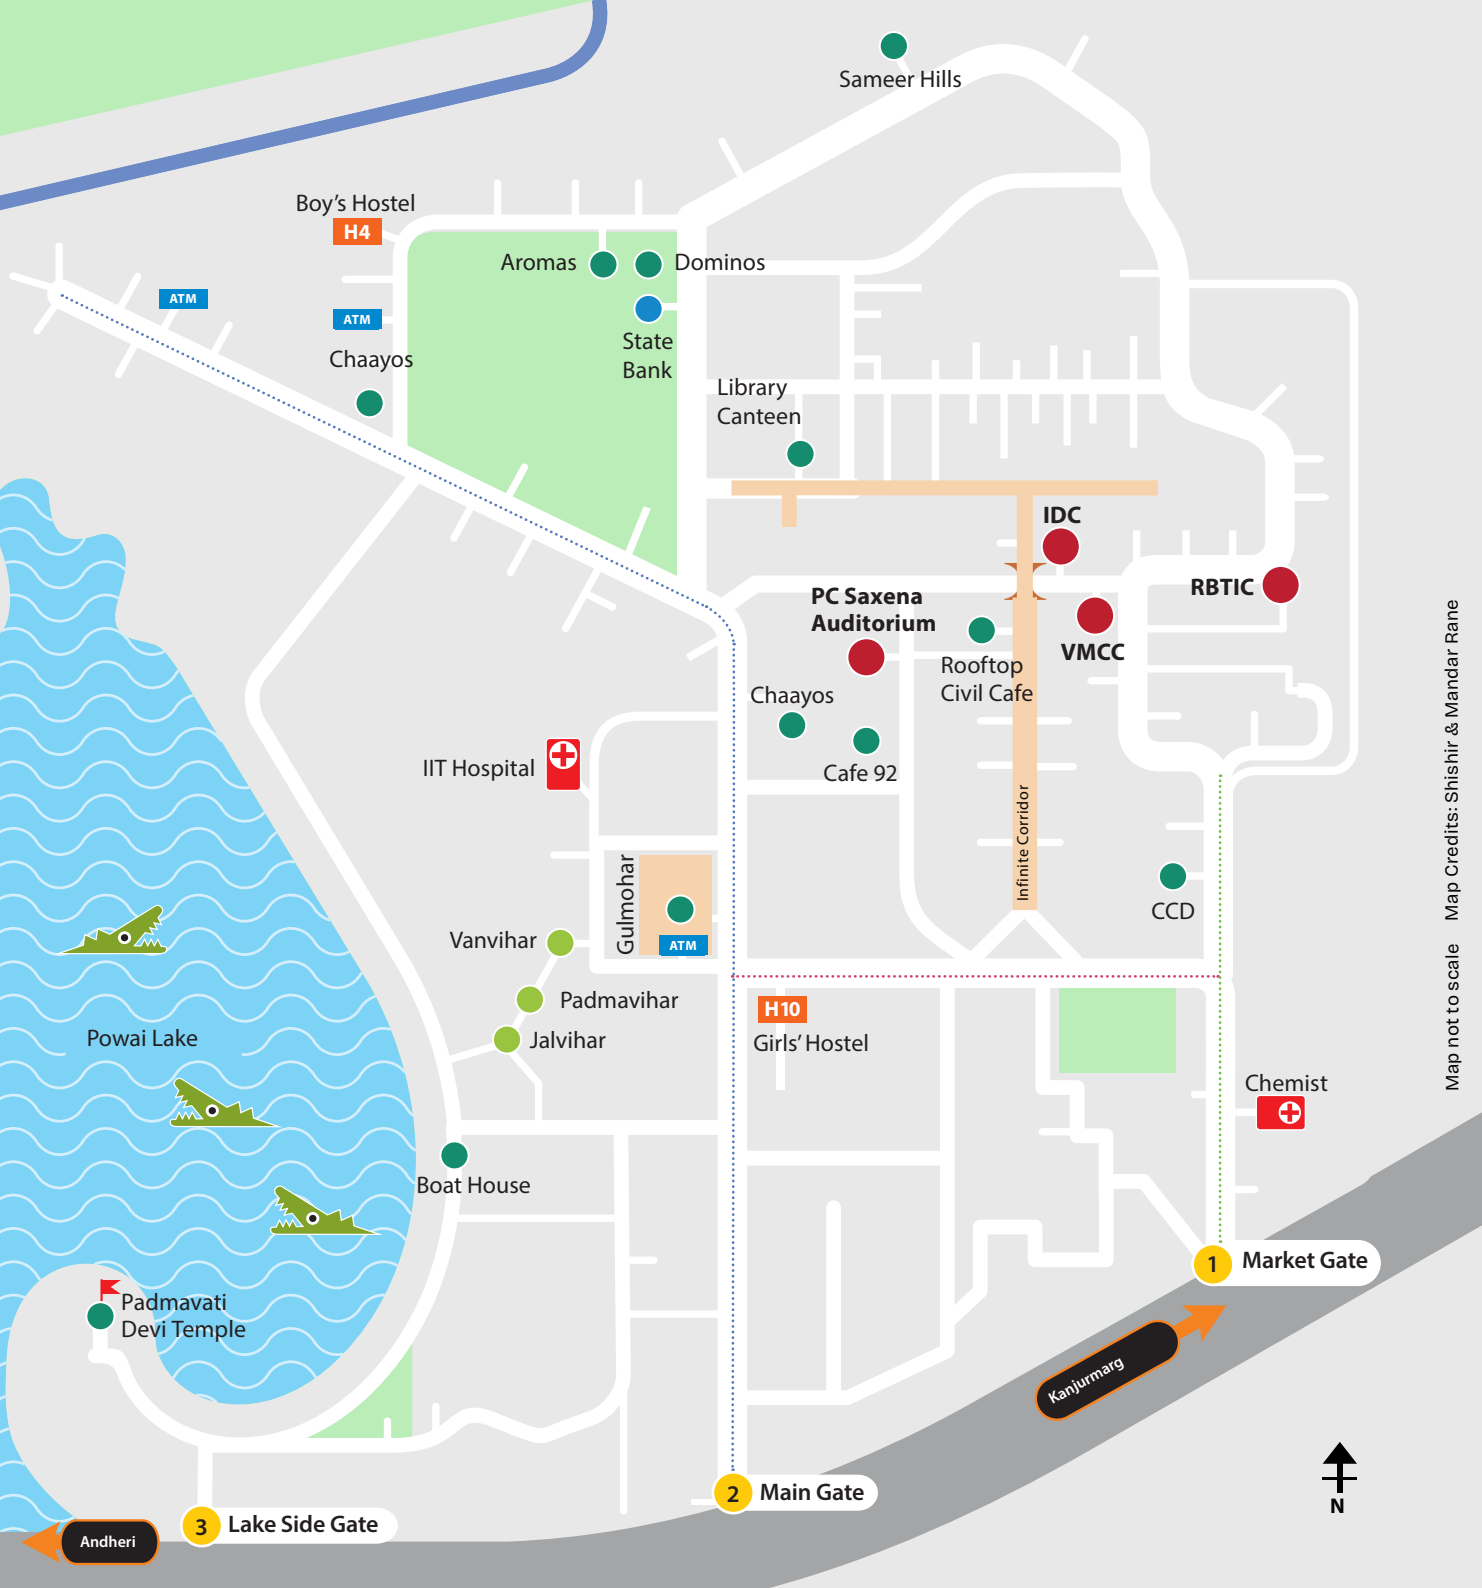 Sameer Hills
Boy's Hostel
H4
Aromas
Dominos
ATM
ATM
State
Bank
Chaayos
Library
Canteen
IDC
PC Saxena
Auditorium
RBTIC
VMCC
Rooftop
Civil Cafe
Chaayos
Cafe 92
IIT Hospital
Infinite Corridor
Gulmohar
ATM
CCD
Vanvihar
Padmavihar
Jalvihar
H10
Girls' Hostel
Powai Lake
Chemist
Boat House
Padmavati
Devi Temple
1 Market Gate
Kanjurmarg
2 Main Gate
3 Lake Side Gate
Andheri
N
Map not to scale Map Credits: Shishir & Mandar Rane